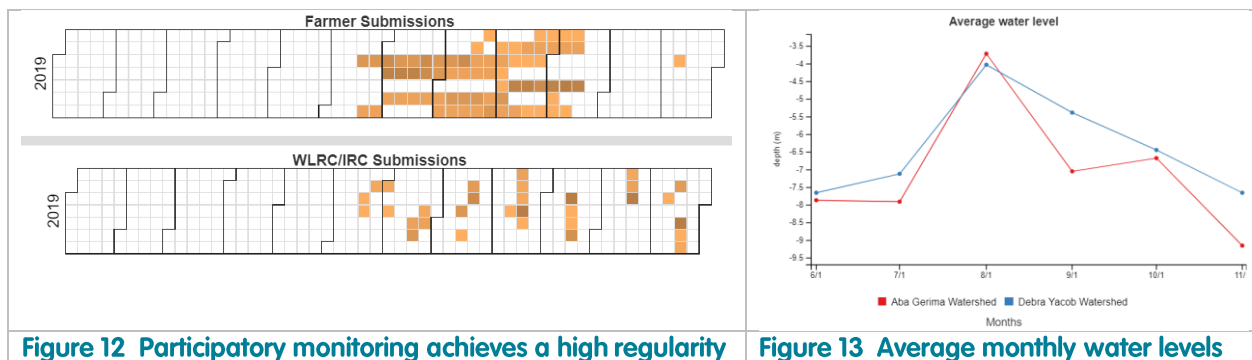 Farmer Submissions
2019
WLRC/IRC Submissions
2019
Figure 12 Participatory monitoring achieves a high regularity
Average water level
-3.5
-4
-4.5
-5
-5.5
-6
-6.5
-7
-7.5
-8
-8.5
-9
-9.5
depth (m)
6/1 7/1 8/1 9/1 10/1 11/
Aba Gerima Watershed Debra Yacob Watershed
Months
Figure 13 Average monthly water levels